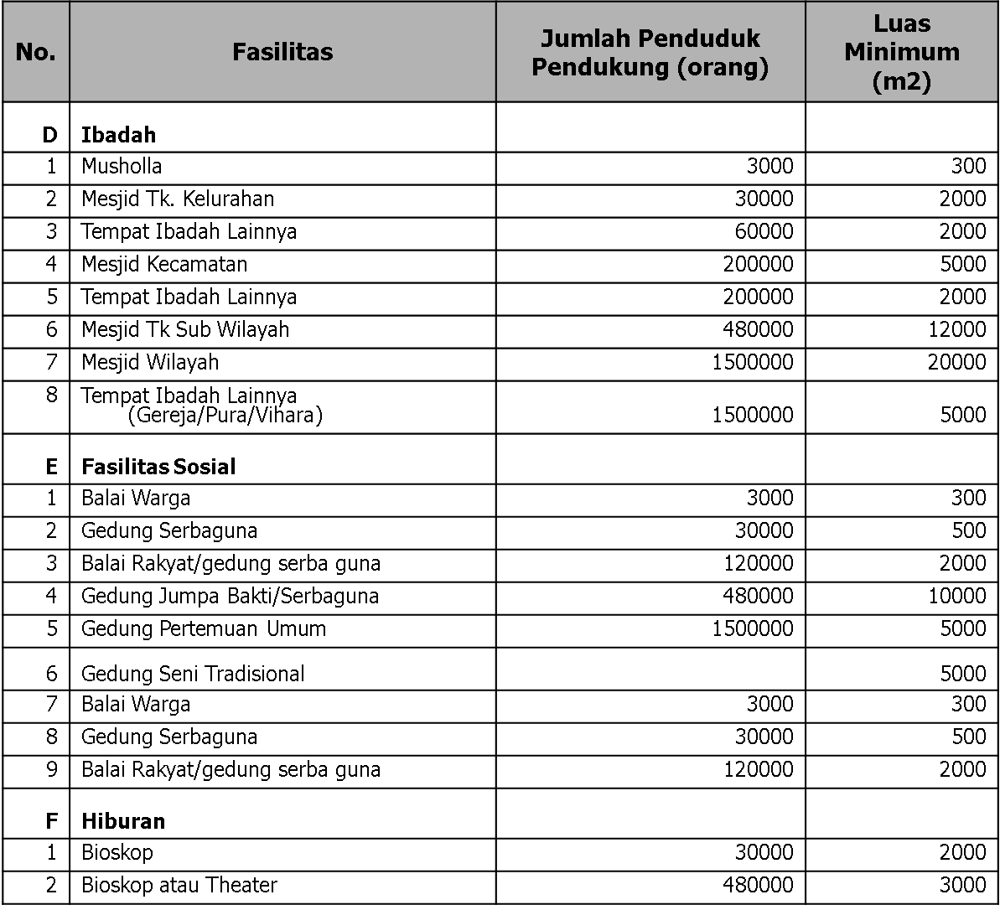 No. Fasilitas Jumlah Penduduk Pendukung (orang) Luas Minimum (m2)
D Ibadah
1 Musholla 3000 300
2 Mesjid Tk. Kelurahan 30000 2000
3 Tempat Ibadah Lainnya 60000 2000
4 Mesjid Kecamatan 200000 5000
5 Tempat Ibadah Lainnya 200000 2000
6 Mesjid Tk Sub Wilayah 480000 12000
7 Mesjid Wilayah 1500000 20000
8 Tempat Ibadah Lainnya
(Gereja/Pura/Vihara) 1500000 5000
E Fasilitas Sosial
1 Balai Warga 3000 300
2 Gedung Serbaguna 30000 500
3 Balai Rakyat/gedung serba guna 120000 2000
4 Gedung Jumpa Bakti/Serbaguna 480000 10000
5 Gedung Pertemuan Umum 1500000 5000
6 Gedung Seni Tradisional 5000
7 Balai Warga 3000 300
8 Gedung Serbaguna 30000 500
9 Balai Rakyat/gedung serba guna 120000 2000
F Hiburan
1 Bioskop 30000 2000
2 Bioskop atau Theater 480000 3000